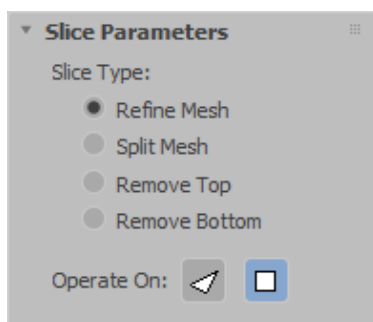 Slice Parameters
Slice Type:
Refine Mesh
Split Mesh
Remove Top
Remove Bottom
Operate On: